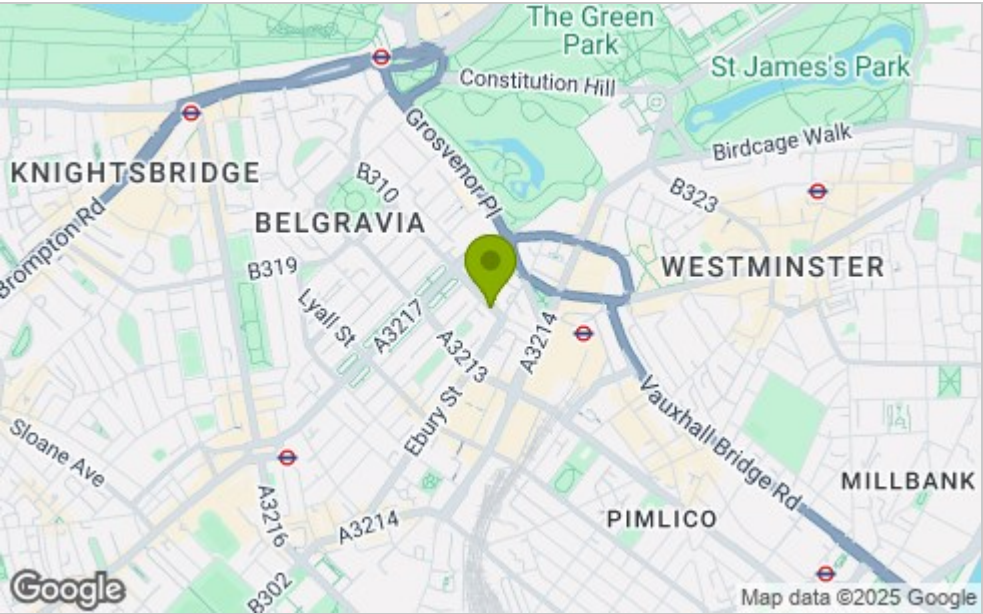 The Green
Park
Constitution Hill
St James's Park
Grosvenor Pl
Birdcage Walk
KNIGHTSBRIDGE
B310
B323
BELGRAVIA
Brompton Rd
B319
WESTMINSTER
Lyall St
A3217
A3213
A3214
Ebury St
Vauxhall Bridge Rd
Sloane Ave
MILLBANK
A3216
A3214
PIMLICO
B302
Google
Map data ©2025 Google